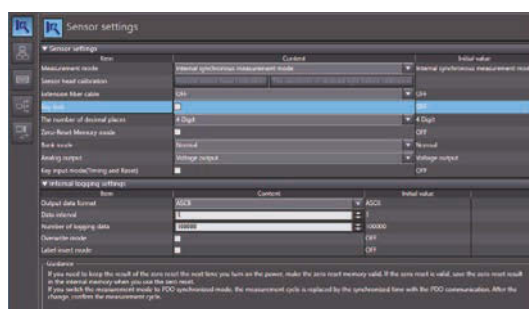 Sensor settings
▼ Sensor settings
Item Content Initial value
Measurement mode Internal synchronous measurement mode Internal synchronous measurement mode
Sensor head calibration
Extension fiber cable OFF OFF
Key lock OFF
The number of decimal places 4 Digit 4 Digit
Zero-Reset Memory mode OFF
Bank mode Normal Normal
Analog output Voltage output Voltage output
Key input mode(Timing and Reset) OFF
▼ Internal logging settings
Item Content Initial value
Output data format ASCII ASCII
Data interval 1 1
Number of logging data 100000 100000
Overwrite mode OFF
Label insert mode OFF
Guidance
If you need to keep the result of the zero reset the next time you turn on the power, make the zero reset memory valid. If the zero reset is valid, save the zero reset result
in the internal memory when you use the zero reset.
If you switch the measurement mode to PDO synchronized mode, the measurement cycle is replaced by the synchronized time with the PDO communication. After the
change, confirm the measurement cycle.